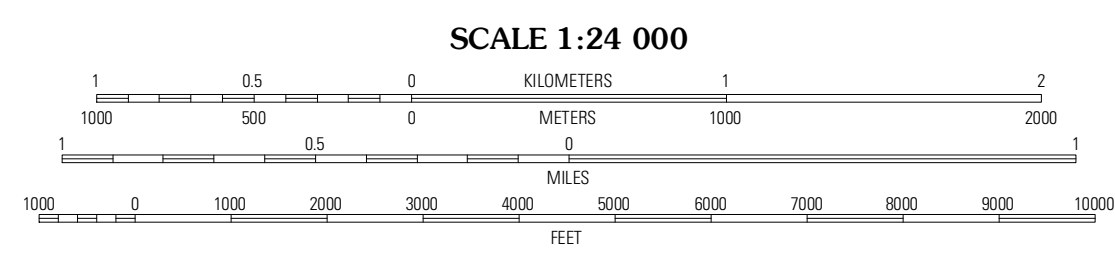 SCALE 1:24 000
1 0.5 0 KILOMETERS 1 2
1000 500 0 METERS 1000 2000
1 0.5 0 1
MILES
1000 0 1000 2000 3000 4000 5000 6000 7000 8000 9000 10000
FEET